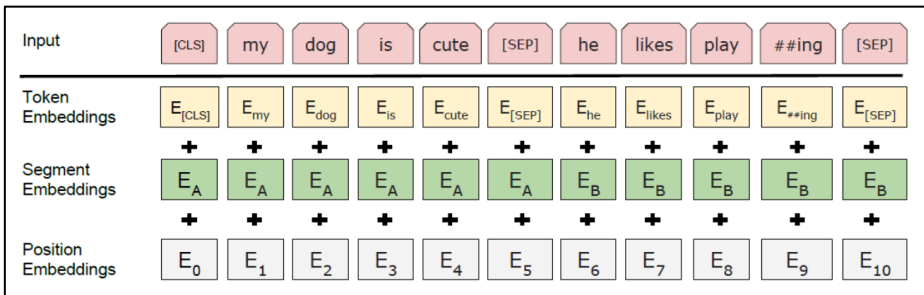 Input [CLS] my dog is cute [SEP] he likes play ##ing [SEP]
Token Embeddings E[CLS] Emy Edog Eis Ecute E[SEP] Ehe Elikes Eplay E##ing E[SEP]
+ + + + + + + + + + +
Segment Embeddings EA EA EA EA EA EA EB EB EB EB EB
+ + + + + + + + + + +
Position Embeddings E0 E1 E2 E3 E4 E5 E6 E7 E8 E9 E10